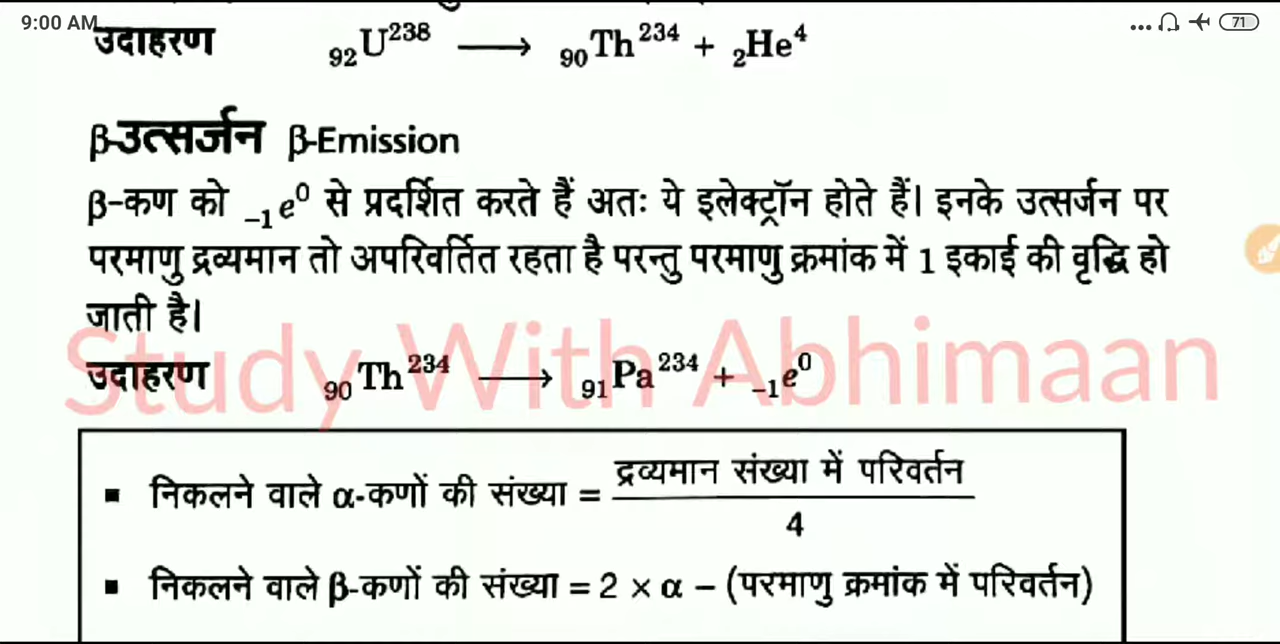 9:00 AM
... 71
उदाहरण ₉₂U²³⁸ ⟶ ₉₀Th²³⁴ + ₂He⁴
β-उत्सर्जन β-Emission
β-कण को ₋₁e⁰ से प्रदर्शित करते हैं अतः ये इलेक्ट्रॉन होते हैं। इनके उत्सर्जन पर
परमाणु द्रव्यमान तो अपरिवर्तित रहता है परन्तु परमाणु क्रमांक में 1 इकाई की वृद्धि हो
जाती है।
Study With Abhimaan
उदाहरण ₉₀Th²³⁴ ⟶ ₉₁Pa²³⁴ + ₋₁e⁰
▪ निकलने वाले α-कणों की संख्या = द्रव्यमान संख्या में परिवर्तन
4
▪ निकलने वाले β-कणों की संख्या = 2 × α − (परमाणु क्रमांक में परिवर्तन)